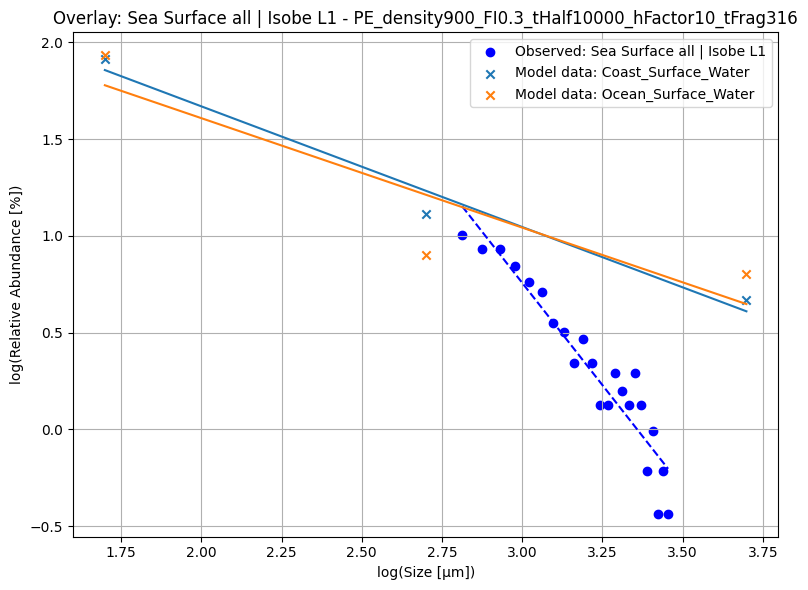 Overlay: Sea Surface all | Isobe L1 - PE_density900_FI0.3_tHalf10000_hFactor10_tFrag316
Observed: Sea Surface all | Isobe L1
Model data: Coast_Surface_Water
Model data: Ocean_Surface_Water
log(Relative Abundance [%])
2.0
1.5
1.0
0.5
0.0
−0.5
1.75
2.00
2.25
2.50
2.75
3.00
3.25
3.50
3.75
log(Size [µm])